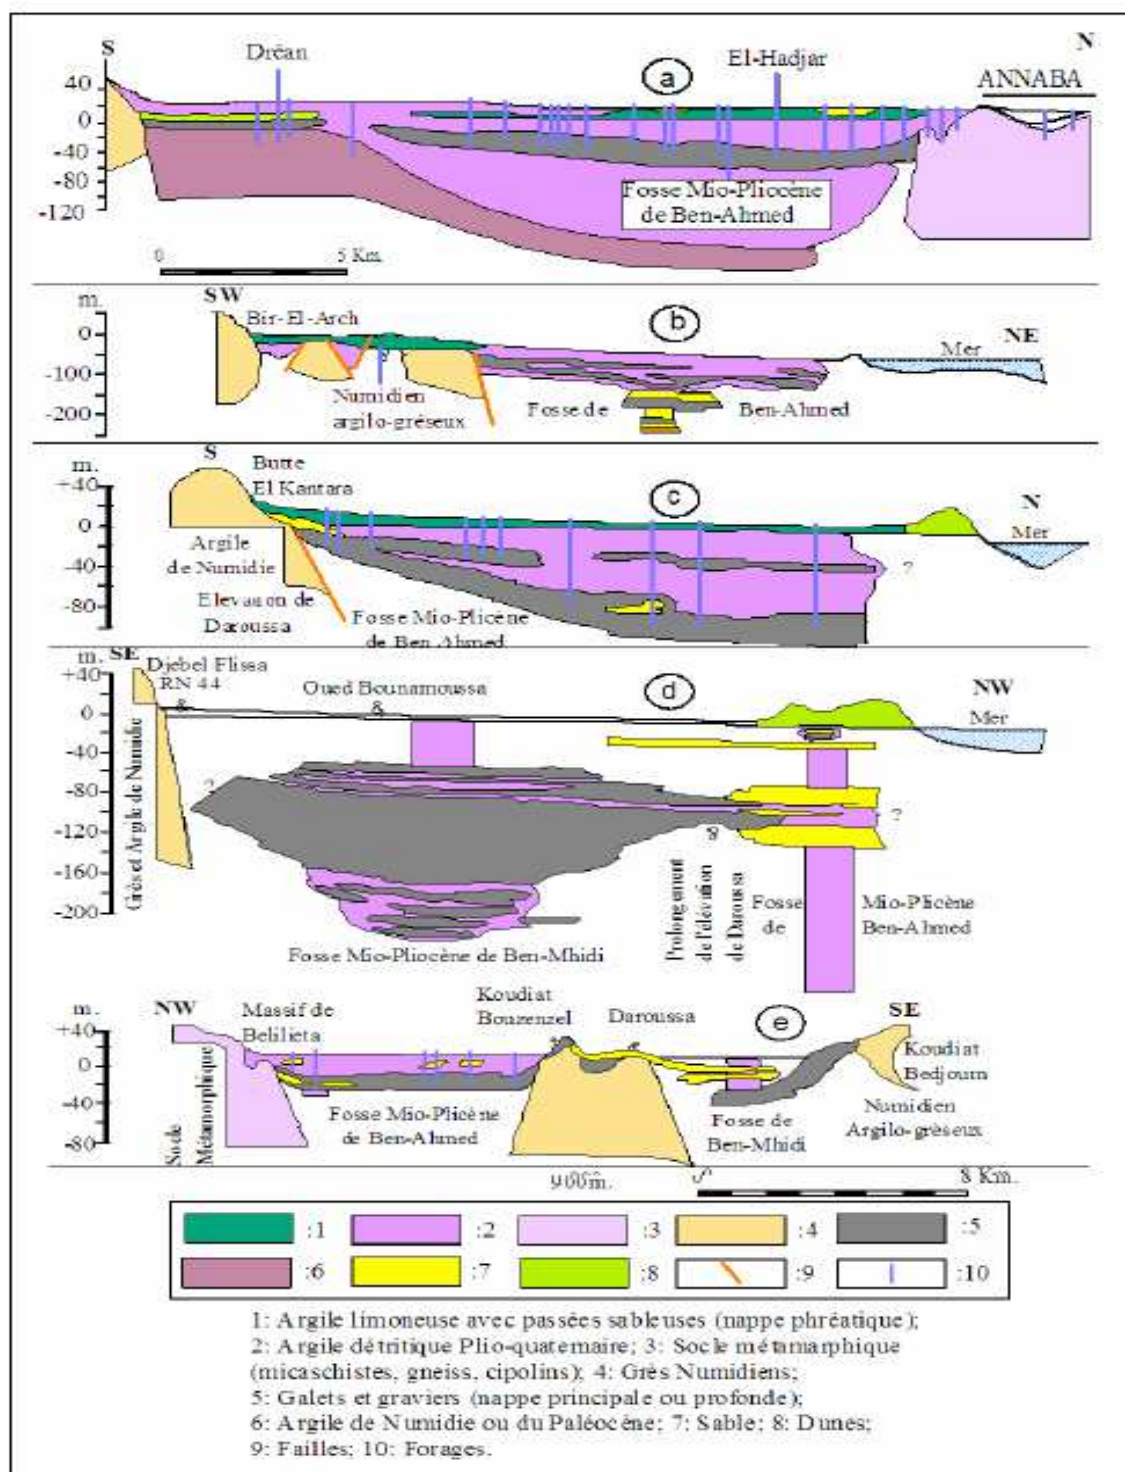 S
Dréan
a
El-Hadjar
N
ANNABA
40
0
-40
-80
-120
Fosse Mio-Pliocène
de Ben-Ahmed
0
5 Km.
m.
SW
Bir-El-Arch
b
NE
Mer
0
-100
-200
Numidien
argilo-gréseux
Fosse de
Ben-Ahmed
m.
S
Butte
El Kantara
c
N
Mer
+40
0
-40
-80
Argile
de Numidie
Elevation de
Daroussa
Fosse Mio-Plicène
de Ben Ahmed
?
m.
SE
Djebel Flissa
RN 44
Oued Bounamoussa
d
NW
Mer
+40
0
-40
-80
-120
-160
-200
Grès et Argile de Numidie
?
?
Fosse Mio-Pliocène de Ben-Mhidi
Prolongement
de l'élévation
de Daroussa
Fosse
de
Mio-Plicène
Ben-Ahmed
m.
NW
Massif de
Belilieta
Koudiat
Bouzenzel
Daroussa
e
SE
Koudiat
Bedjoum
+40
0
-40
-80
Socle
Métamorphique
Fosse Mio-Plicène
de Ben-Ahmed
Fosse de
Ben-Mhidi
Numidien
Argilo-grèseux
8 Km.
:1 :2 :3 :4 :5
:6 :7 :8 :9 :10
1: Argile limoneuse avec passées sableuses (nappe phréatique);
2: Argile détritique Plio-quaternaire; 3: Socle métamarphique
(micaschistes, gneiss, cipolins); 4: Grès Numidiens;
5: Galets et graviers (nappe principale ou profonde);
6: Argile de Numidie ou du Paléocène; 7: Sable; 8: Dunes;
9: Failles; 10: Forages.